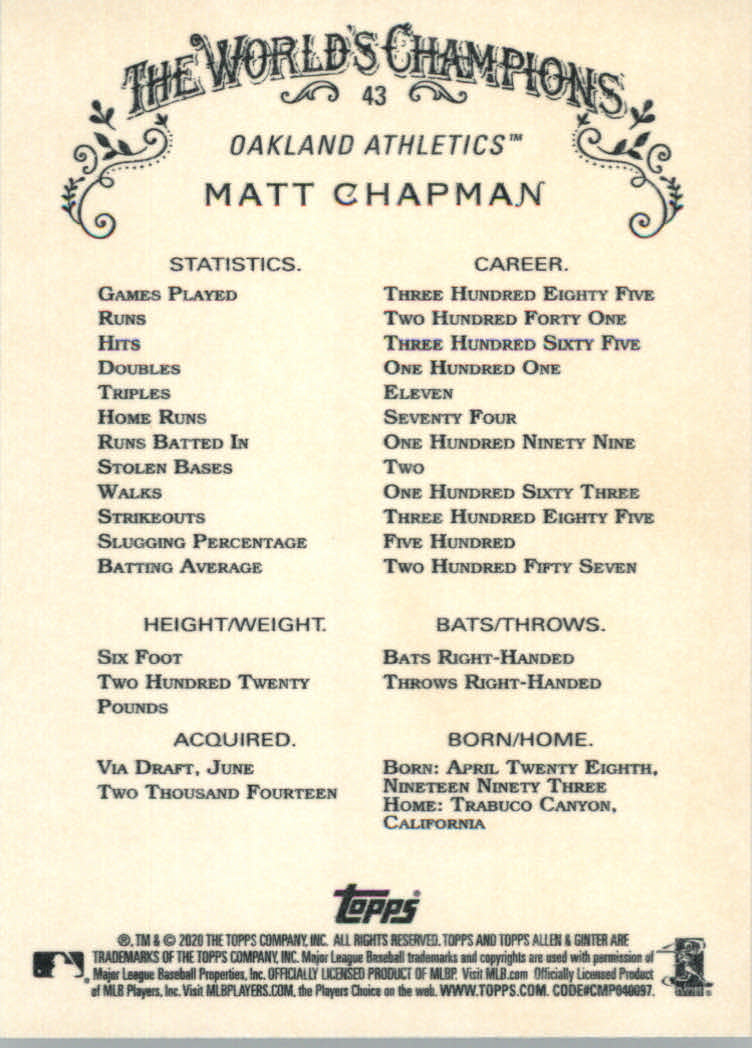 THE WORLD'S CHAMPIONS
43
OAKLAND ATHLETICS™
MATT CHAPMAN
STATISTICS. CAREER.
GAMES PLAYED THREE HUNDRED EIGHTY FIVE
RUNS TWO HUNDRED FORTY ONE
HITS THREE HUNDRED SIXTY FIVE
DOUBLES ONE HUNDRED ONE
TRIPLES ELEVEN
HOME RUNS SEVENTY FOUR
RUNS BATTED IN ONE HUNDRED NINETY NINE
STOLEN BASES TWO
WALKS ONE HUNDRED SIXTY THREE
STRIKEOUTS THREE HUNDRED EIGHTY FIVE
SLUGGING PERCENTAGE FIVE HUNDRED
BATTING AVERAGE TWO HUNDRED FIFTY SEVEN
HEIGHT/WEIGHT.
SIX FOOT
TWO HUNDRED TWENTY
POUNDS
BATS/THROWS.
BATS RIGHT-HANDED
THROWS RIGHT-HANDED
ACQUIRED.
VIA DRAFT, JUNE
TWO THOUSAND FOURTEEN
BORN/HOME.
BORN: APRIL TWENTY EIGHTH,
NINETEEN NINETY THREE
HOME: TRABUCO CANYON,
CALIFORNIA
TOPPS®
®, TM & © 2020 THE TOPPS COMPANY, INC. ALL RIGHTS RESERVED. TOPPS AND TOPPS ALLEN & GINTER ARE
TRADEMARKS OF THE TOPPS COMPANY, INC. Major League Baseball trademarks and copyrights are used with permission of
Major League Baseball Properties, Inc. OFFICIALLY LICENSED PRODUCT OF MLBP. Visit MLB.com Officially Licensed Product
of MLB Players, Inc. Visit MLBPLAYERS.COM, the Players Choice on the web. WWW.TOPPS.COM. CODE#CMP040097.